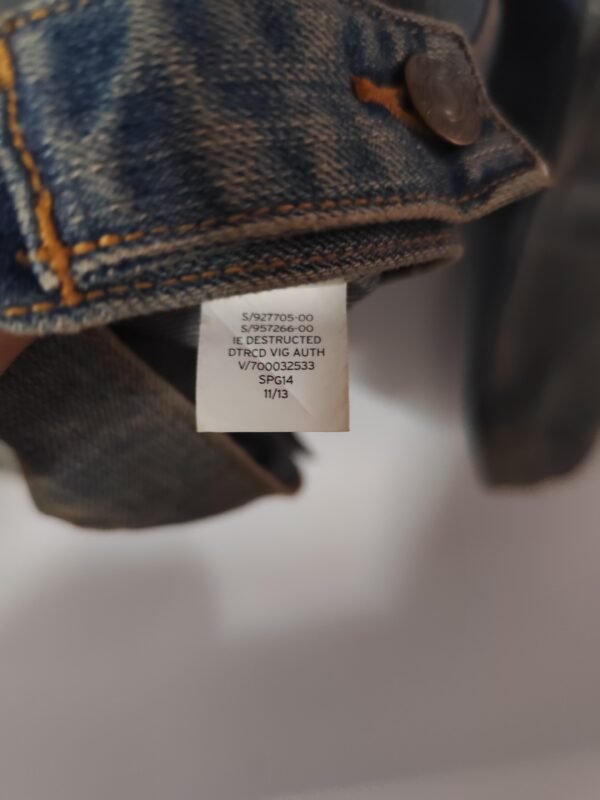 S/927705-00
S/957266-00
IE DESTRUCTED
DTRCD VIG AUTH
V/700032533
SPG14
11/13